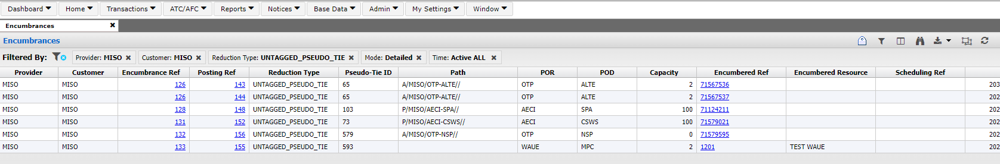 Dashboard Home Transactions ATC/AFC Reports Notices Base Data Admin My Settings Window
Encumbrances
Encumbrances
Filtered By: Provider: MISO Customer: MISO Reduction Type: UNTAGGED_PSEUDO_TIE Mode: Detailed Time: Active ALL
Provider Customer Encumbrance Ref Posting Ref Reduction Type Pseudo-Tie ID Path POR POD Capacity Encumbered Ref Encumbered Resource Scheduling Ref
MISO MISO 126 143 UNTAGGED_PSEUDO_TIE 65 A/MISO/OTP-ALTE// OTP ALTE 2 71567536 203
MISO MISO 126 144 UNTAGGED_PSEUDO_TIE 65 A/MISO/OTP-ALTE// OTP ALTE 2 71567537 202
MISO MISO 128 148 UNTAGGED_PSEUDO_TIE 103 P/MISO/AECI-SPA// AECI SPA 100 71124211 202
MISO MISO 131 152 UNTAGGED_PSEUDO_TIE 73 P/MISO/AECI-CSWS// AECI CSWS 100 71579021 202
MISO MISO 132 156 UNTAGGED_PSEUDO_TIE 579 A/MISO/OTP-NSP// OTP NSP 0 71579595 202
MISO MISO 133 155 UNTAGGED_PSEUDO_TIE 593 WAUE MPC 2 1201 TEST WAUE 202